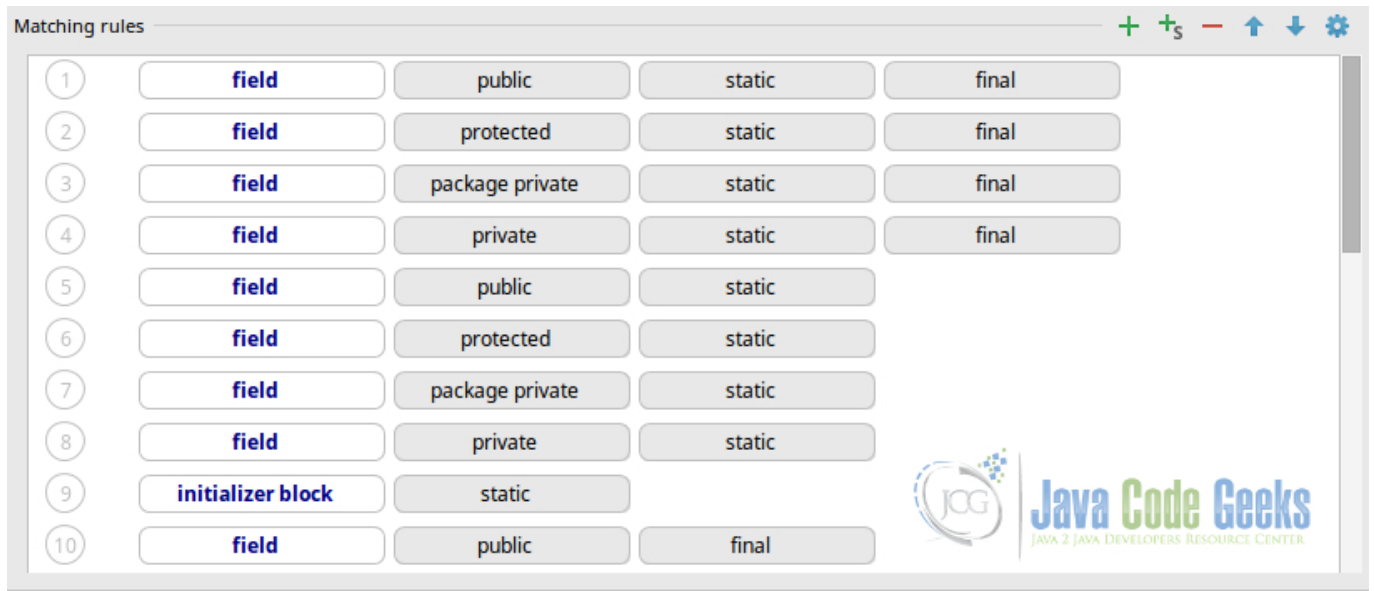 Matching rules
+ +s −
1 field public static final
2 field protected static final
3 field package private static final
4 field private static final
5 field public static
6 field protected static
7 field package private static
8 field private static
9 initializer block static
10 field public final
JCG
Java Code Geeks
JAVA 2 JAVA DEVELOPERS RESOURCE CENTER